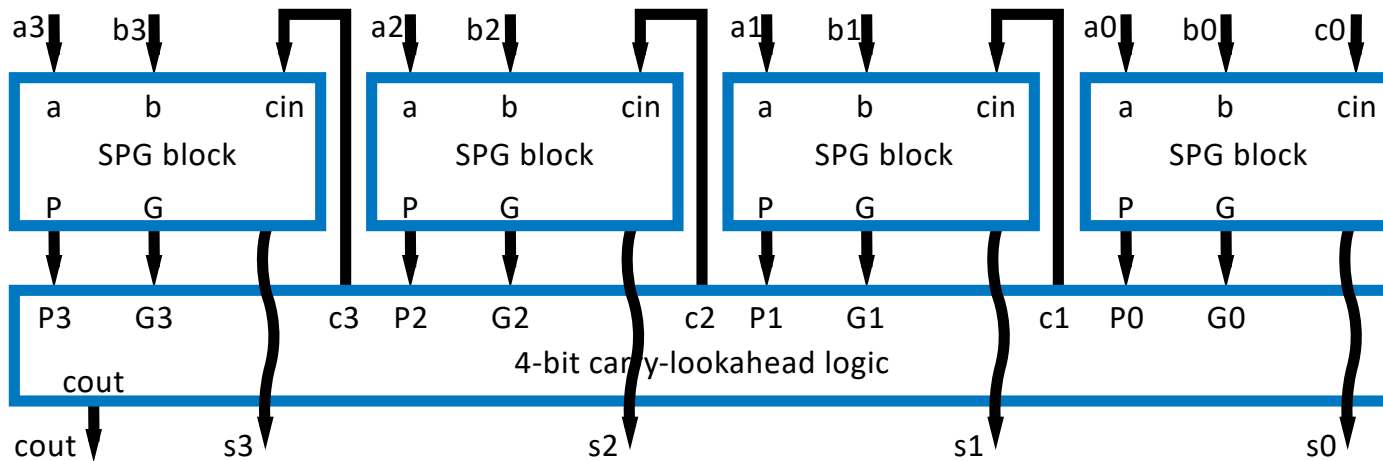 a3 b3 a2 b2 a1 b1 a0 b0 c0
a b cin a b cin a b cin a b cin
SPG block SPG block SPG block SPG block
P G P G P G P G
P3 G3 c3 P2 G2 c2 P1 G1 c1 P0 G0
4-bit carry-lookahead logic
cout
cout s3 s2 s1 s0